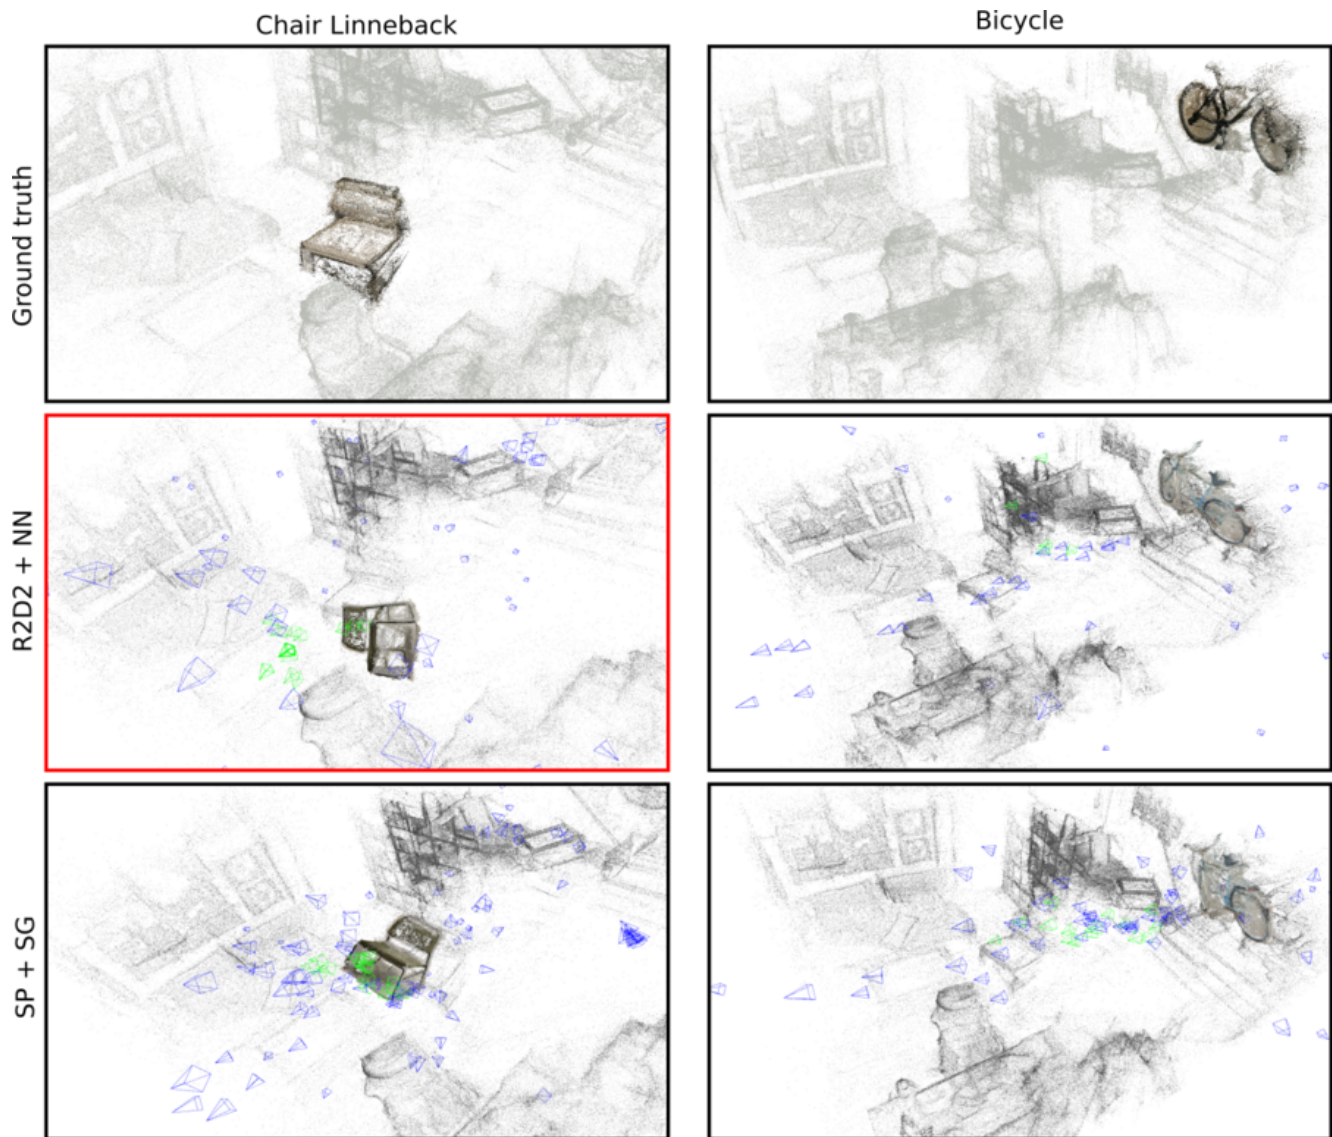 Chair Linneback
Bicycle
Ground truth
R2D2 + NN
SP + SG